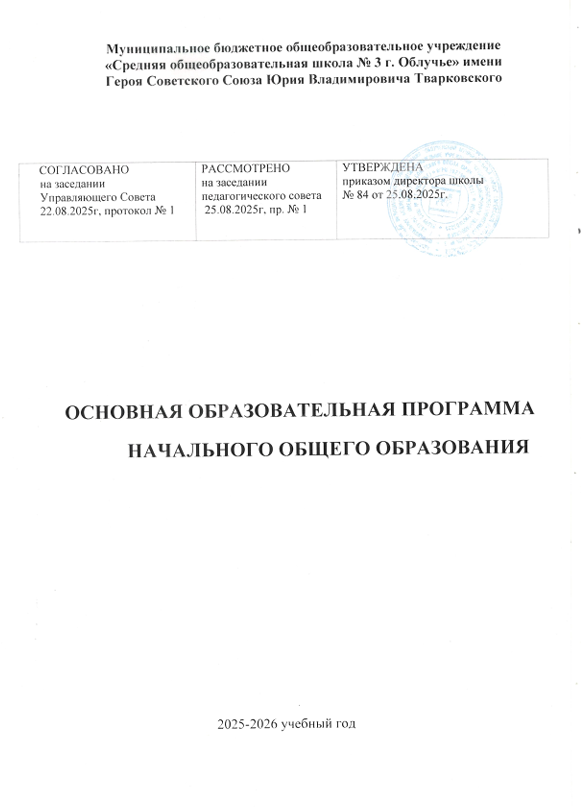 Муниципальное бюджетное общеобразовательное учреждение
«Средняя общеобразовательная школа № 3 г. Облучье» имени
Героя Советского Союза Юрия Владимировича Тварковского
СОГЛАСОВАНО
на заседании
Управляющего Совета
22.08.2025г, протокол № 1
РАССМОТРЕНО
на заседании
педагогического совета
25.08.2025г, пр. № 1
УТВЕРЖДЕНА
приказом директора школы
№ 84 от 25.08.2025г.
ОСНОВНАЯ ОБРАЗОВАТЕЛЬНАЯ ПРОГРАММА
НАЧАЛЬНОГО ОБЩЕГО ОБРАЗОВАНИЯ
2025-2026 учебный год